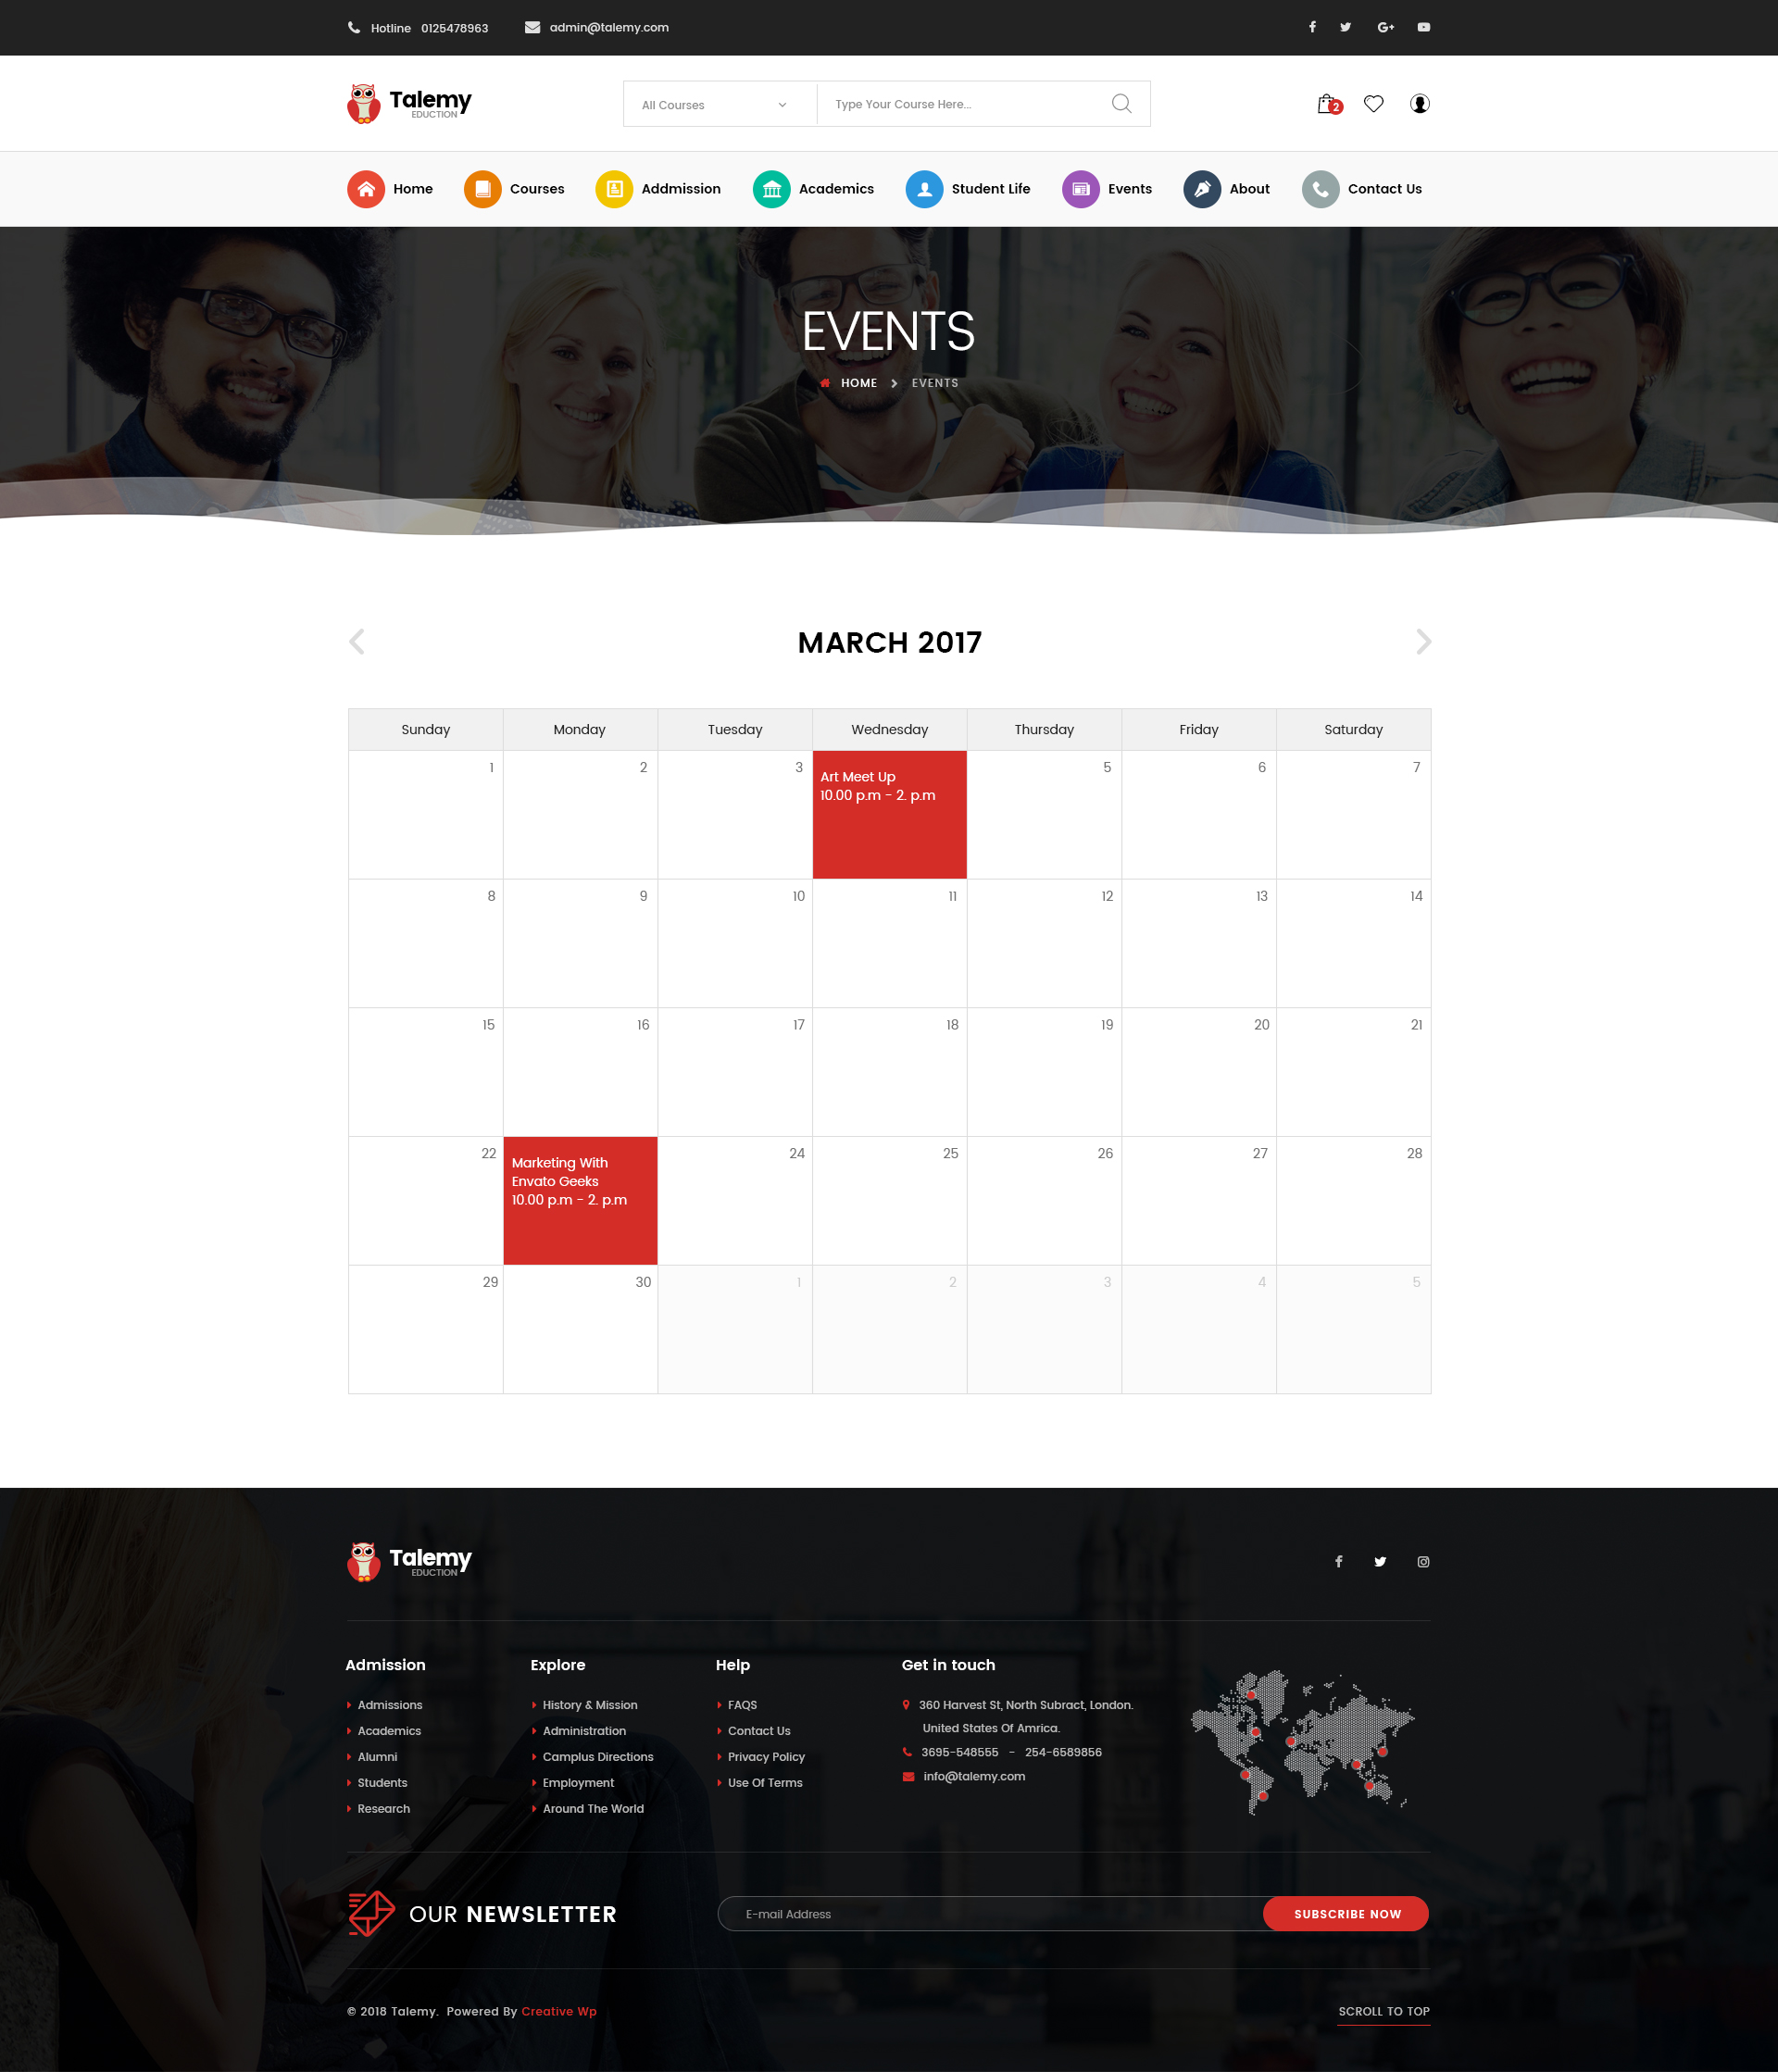 Hotline 0125478963
admin@talemy.com
Talemy
EDUCTION
All Courses
Type Your Course Here...
2
Home
Courses
Addmission
Academics
Student Life
Events
About
Contact Us
EVENTS
HOME
EVENTS
MARCH 2017
Sunday
Monday
Tuesday
Wednesday
Thursday
Friday
Saturday
1
2
3
Art Meet Up
10.00 p.m - 2. p.m
5
6
7
8
9
10
11
12
13
14
15
16
17
18
19
20
21
22
Marketing With
Envato Geeks
10.00 p.m - 2. p.m
24
25
26
27
28
29
30
1
2
3
4
5
Talemy
EDUCTION
Admission
Admissions
Academics
Alumni
Students
Research
Explore
History & Mission
Administration
Camplus Directions
Employment
Around The World
Help
FAQS
Contact Us
Privacy Policy
Use Of Terms
Get in touch
360 Harvest St, North Subract, London.
United States Of Amrica.
3695-548555 - 254-6589856
info@talemy.com
OUR NEWSLETTER
E-mail Address
SUBSCRIBE NOW
© 2018 Talemy. Powered By Creative Wp
SCROLL TO TOP